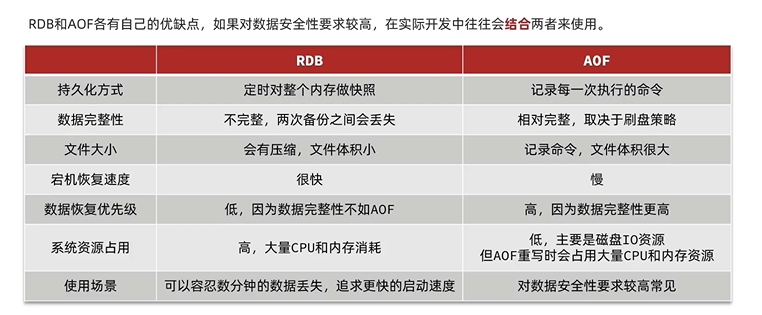 RDB和AOF各有自己的优缺点，如果对数据安全性要求较高，在实际开发中往往会结合两者来使用。
RDB AOF
持久化方式 定时对整个内存做快照 记录每一次执行的命令
数据完整性 不完整，两次备份之间会丢失 相对完整，取决于刷盘策略
文件大小 会有压缩，文件体积小 记录命令，文件体积很大
宕机恢复速度 很快 慢
数据恢复优先级 低，因为数据完整性不如AOF 高，因为数据完整性更高
系统资源占用 高，大量CPU和内存消耗 低，主要是磁盘IO资源
但AOF重写时会占用大量CPU和内存资源
使用场景 可以容忍数分钟的数据丢失，追求更快的启动速度 对数据安全性要求较高常见